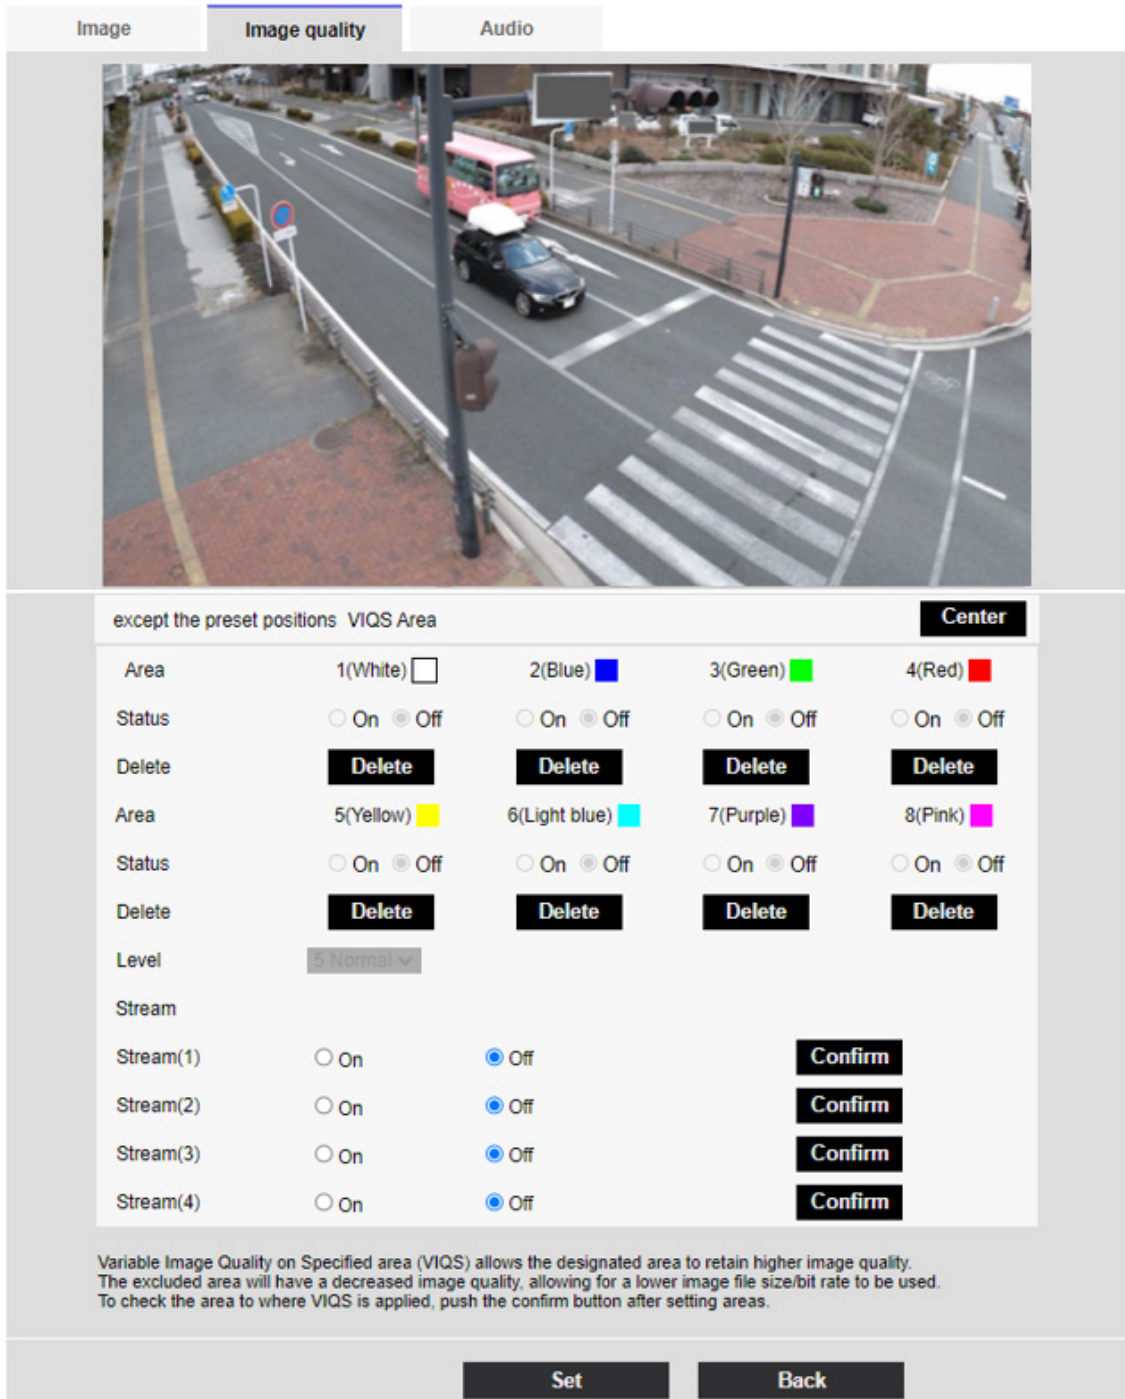 Image Image quality Audio
except the preset positions VIQS Area Center
Area 1(White) 2(Blue) 3(Green) 4(Red)
Status On Off On Off On Off On Off
Delete Delete Delete Delete Delete
Area 5(Yellow) 6(Light blue) 7(Purple) 8(Pink)
Status On Off On Off On Off On Off
Delete Delete Delete Delete Delete
Level 5 Normal
Stream
Stream(1) On Off Confirm
Stream(2) On Off Confirm
Stream(3) On Off Confirm
Stream(4) On Off Confirm
Variable Image Quality on Specified area (VIQS) allows the designated area to retain higher image quality.
The excluded area will have a decreased image quality, allowing for a lower image file size/bit rate to be used.
To check the area to where VIQS is applied, push the confirm button after setting areas.
Set Back